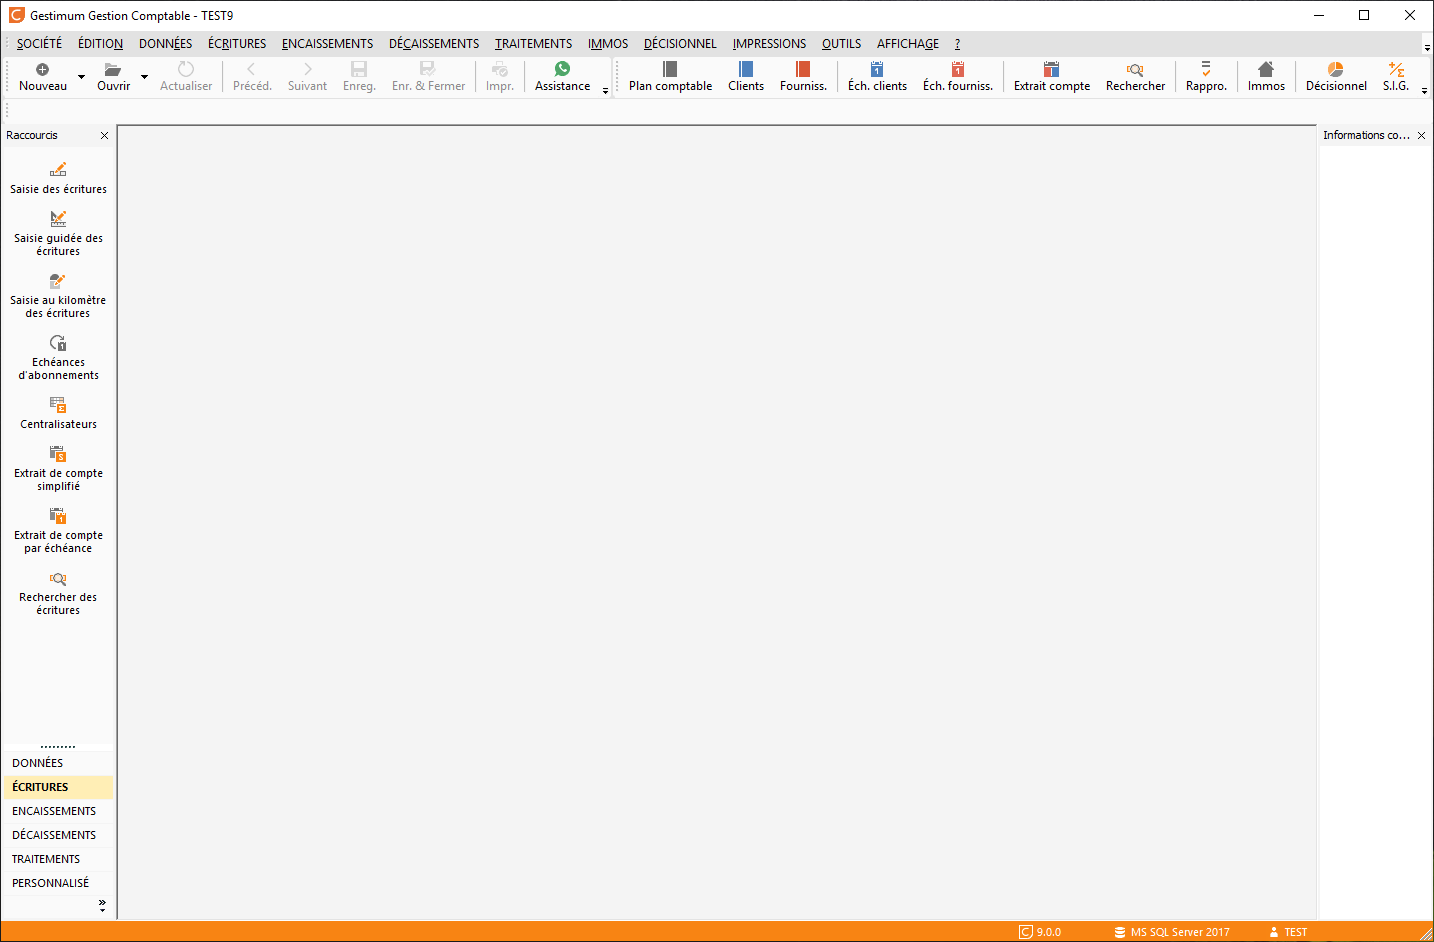 Gestimum Gestion Comptable - TEST9
SOCIÉTÉ ÉDITION DONNÉES ÉCRITURES ENCAISSEMENTS DÉCAISSEMENTS TRAITEMENTS IMMOS DÉCISIONNEL IMPRESSIONS OUTILS AFFICHAGE ?
Nouveau Ouvrir Actualiser Précéd. Suivant Enreg. Enr. & Fermer Impr. Assistance Plan comptable Clients Fourniss. Éch. clients Éch. fourniss. Extrait compte Rechercher Rappro. Immos Décisionnel S.I.G.
Raccourcis
Informations co...
Saisie des écritures
Saisie guidée des
écritures
Saisie au kilomètre
des écritures
Echéances
d'abonnements
Centralisateurs
Extrait de compte
simplifié
Extrait de compte
par échéance
Rechercher des
écritures
DONNÉES
ÉCRITURES
ENCAISSEMENTS
DÉCAISSEMENTS
TRAITEMENTS
PERSONNALISÉ
9.0.0 MS SQL Server 2017 TEST